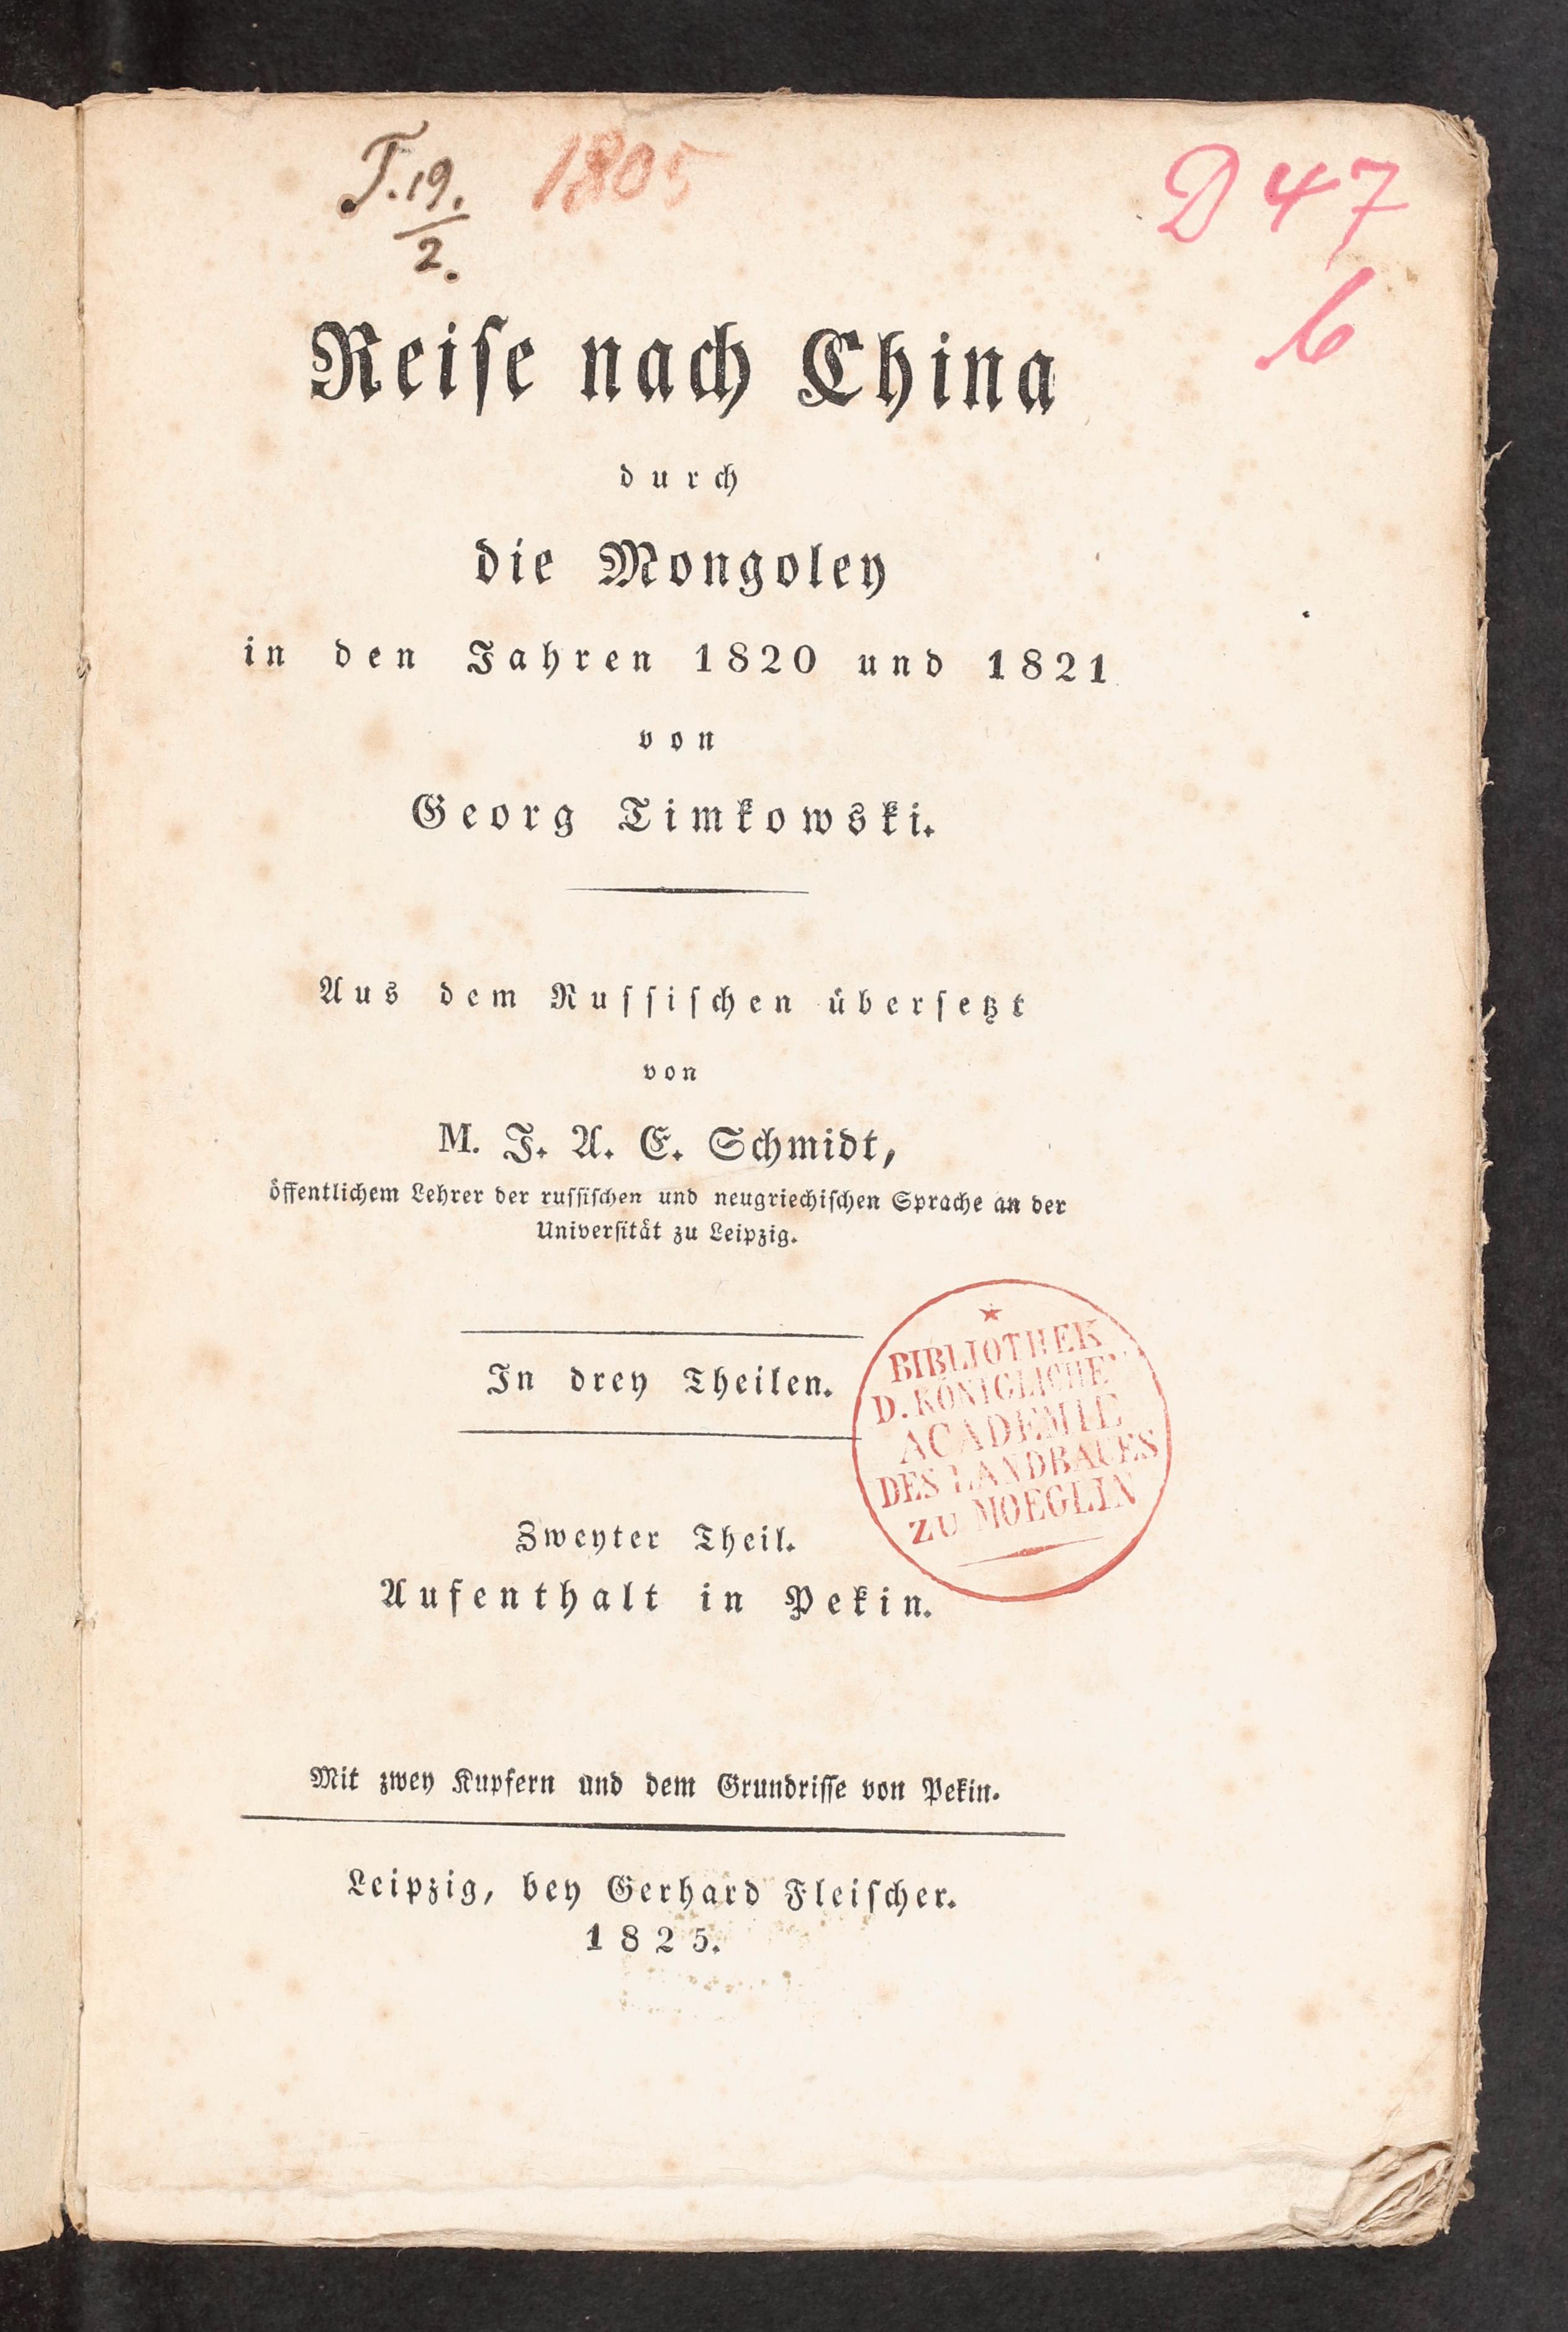 T.19. 1805
2.
D 47
b
Reiſe nach China
durch
die Mongoley
in den Jahren 1820 und 1821
von
Georg Timkowski.
Aus dem Ruſſiſchen überſetzt
von
M. J. A. E. Schmidt,
öffentlichem Lehrer der ruſſiſchen und neugriechiſchen Sprache an der
Univerſität zu Leipzig.
In drey Theilen.
BIBLIOTHEK
D. KÖNIGLICHEN
ACADEMIE
DES LANDBAUES
ZU MOEGLIN
Zweyter Theil.
Aufenthalt in Pekin.
Mit zwey Kupfern und dem Grundriſſe von Pekin.
Leipzig, bey Gerhard Fleiſcher.
1825.